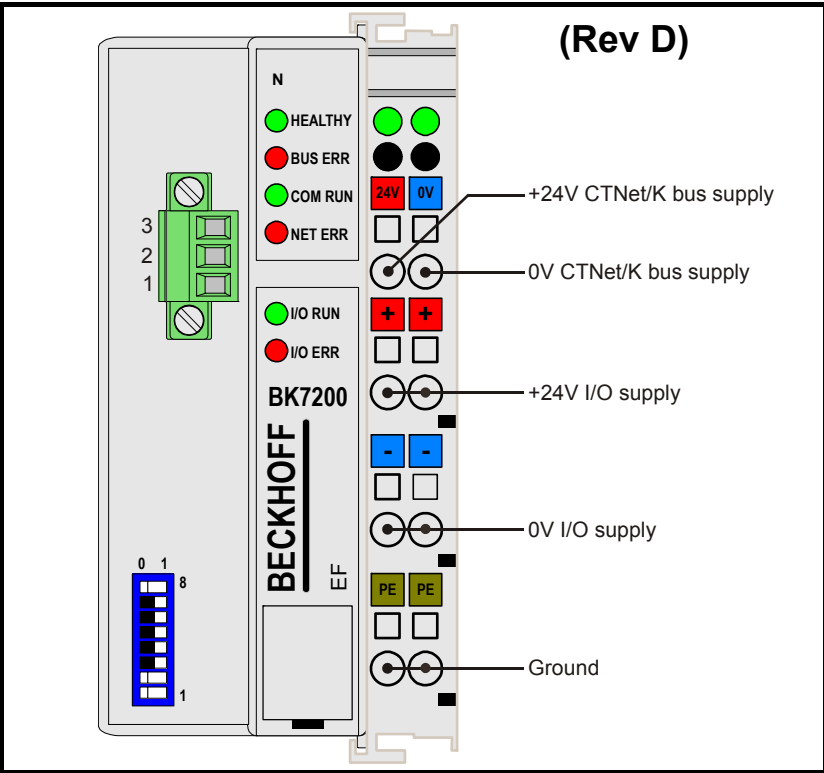 (Rev D)
N
HEALTHY
BUS ERR
COM RUN
NET ERR
24V 0V
+24V CTNet/K bus supply
0V CTNet/K bus supply
3
2
1
I/O RUN
I/O ERR
+ +
+24V I/O supply
BK7200
BECKHOFF
EF
- -
0V I/O supply
0 1
8
1
PE PE
Ground